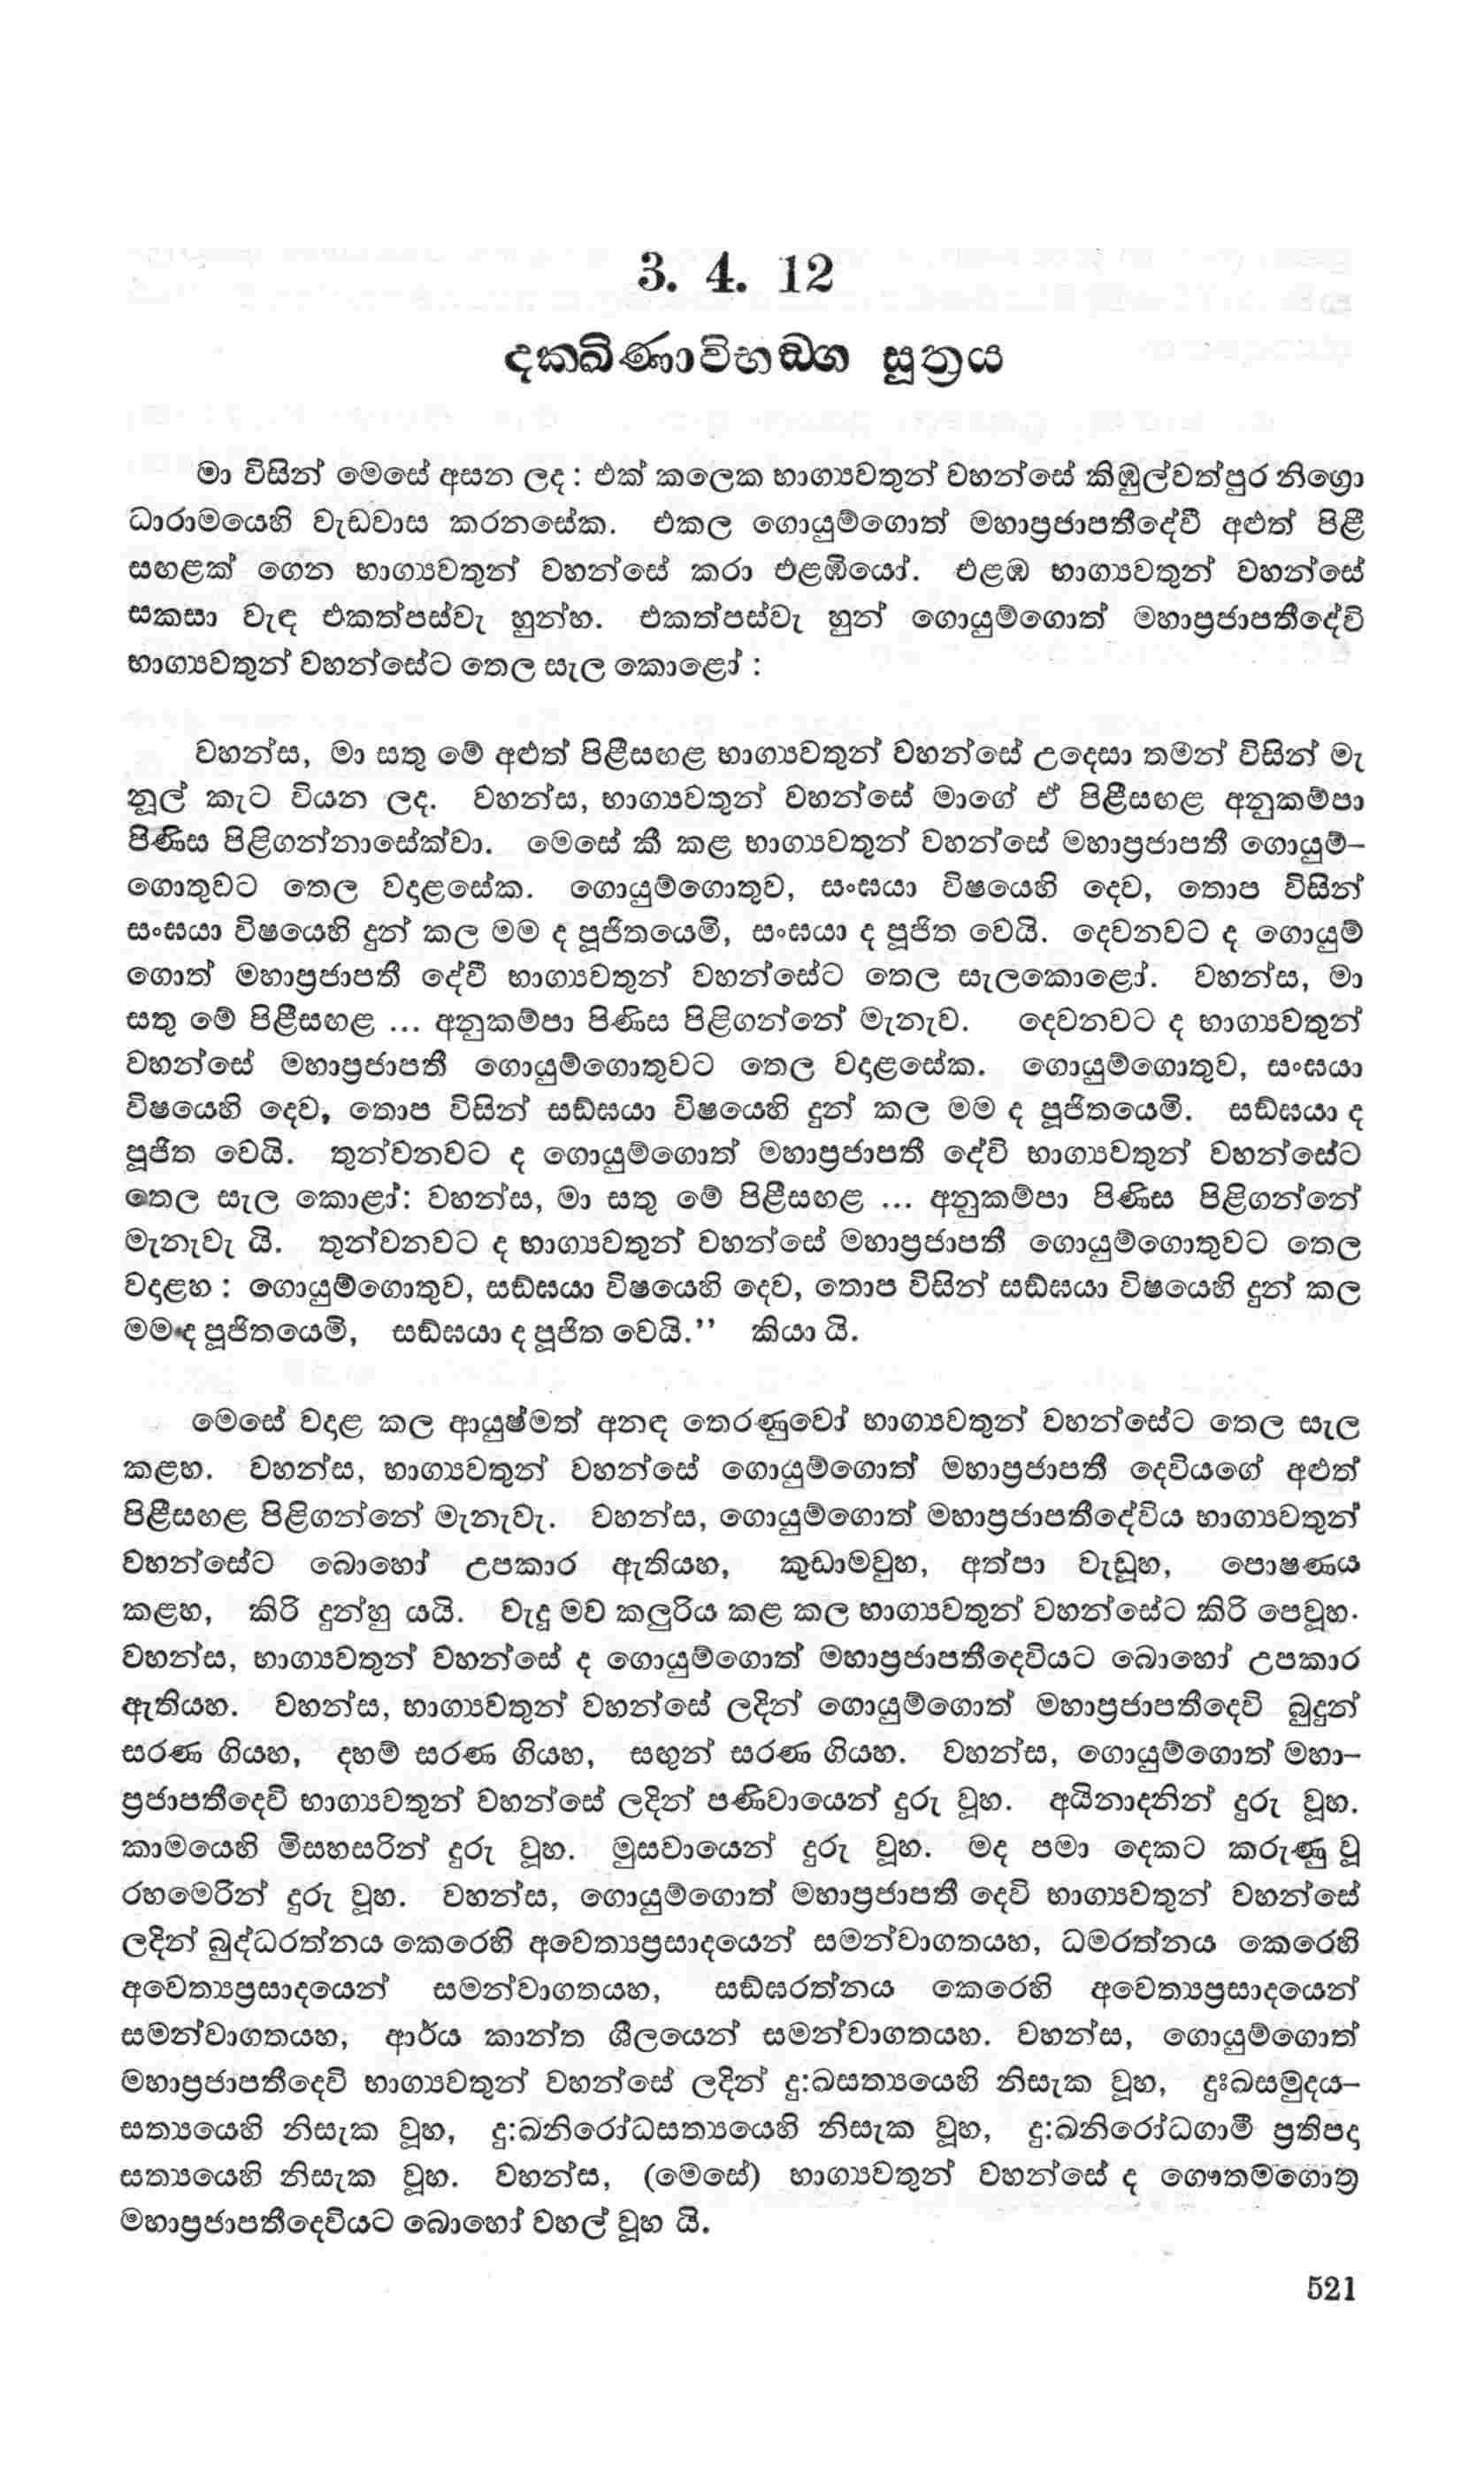 3. 4. 12
දක්‍ඛිණාවිභඞ්ග සූත්‍රය
මා විසින් මෙසේ අසන ලද : එක් කලෙක භාග්‍යවතුන් වහන්සේ කිඹුල්වත්පුර නිග්‍රො
ධාරාමයෙහි වැඩවාස කරනසේක. එකල ගොයුම්ගොත් මහාප්‍රජාපතීදේවී අළුත් පිළී
සඟළක් ගෙන භාග්‍යවතුන් වහන්සේ කරා එළඹියෝ. එළඹ භාග්‍යවතුන් වහන්සේ
සකසා වැඳ එකත්පස්වැ හුන්හ. එකත්පස්වැ හුන් ගොයුම්ගොත් මහාප්‍රජාපතීදේවි
භාග්‍යවතුන් වහන්සේට තෙල සැල කොළෝ :
වහන්ස, මා සතු මේ අළුත් පිළීසඟළ භාග්‍යවතුන් වහන්සේ උදෙසා තමන් විසින් මැ
නූල් කැට වියන ලද. වහන්ස, භාග්‍යවතුන් වහන්සේ මාගේ ඒ පිළීසඟළ අනුකම්පා
පිණිස පිළිගන්නාසේක්වා. මෙසේ කී කළ භාග්‍යවතුන් වහන්සේ මහාප්‍රජාපතී ගොයුම්-
ගොතුවට තෙල වදළසේක. ගොයුම්ගොතුව, සංඝයා විෂයෙහි දෙව, තොප විසින්
සංඝයා විෂයෙහි දුන් කල මම ද පූජිතයෙමි, සංඝයා ද පූජිත වෙයි. දෙවනවට ද ගොයුම්
ගොත් මහාප්‍රජාපතී දේවී භාග්‍යවතුන් වහන්සේට තෙල සැලකොළෝ. වහන්ස, මා
සතු මේ පිළීසඟළ ... අනුකම්පා පිණිස පිළිගන්නේ මැනැව. දෙවනවට ද භාග්‍යවතුන්
වහන්සේ මහාප්‍රජාපතී ගොයුම්ගොතුවට තෙල වදළසේක. ගොයුම්ගොතුව, සංඝයා
විෂයෙහි දෙව, තොප විසින් සඞ්ඝයා විෂයෙහි දුන් කල මම ද පූජිතයෙමි. සඞ්ඝයා ද
පූජිත වෙයි. තුන්වනවට ද ගොයුම්ගොත් මහාප්‍රජාපතී දේවි භාග්‍යවතුන් වහන්සේට
තෙල සැල කොළෝ: වහන්ස, මා සතු මේ පිළීසඟළ ... අනුකම්පා පිණිස පිළිගන්නේ
මැනැවැ යි. තුන්වනවට ද භාග්‍යවතුන් වහන්සේ මහාප්‍රජාපතී ගොයුම්ගොතුවට තෙල
වදළහ : ගොයුම්ගොතුව, සඞ්ඝයා විෂයෙහි දෙව, තොප විසින් සඞ්ඝයා විෂයෙහි දුන් කල
මම ද පූජිතයෙමි, සඞ්ඝයා ද පූජිත වෙයි.’’ කියා යි.
මෙසේ වදළ කල ආයුෂ්මත් අනඳ තෙරණුවෝ භාග්‍යවතුන් වහන්සේට තෙල සැල
කළහ. වහන්ස, භාග්‍යවතුන් වහන්සේ ගොයුම්ගොත් මහාප්‍රජාපතී දෙවියගේ අළුත්
පිළීසඟළ පිළිගන්නේ මැනැවැ. වහන්ස, ගොයුම්ගොත් මහාප්‍රජාපතීදේවිය භාග්‍යවතුන්
වහන්සේට බොහෝ උපකාර ඇතියහ, කුඩාමවුහ, අත්පා වැඩූහ, පොෂණය
කළහ, කිරි දුන්හු යයි. වැදූ මව කලුරිය කළ කල භාග්‍යවතුන් වහන්සේට කිරි පෙවූහ.
වහන්ස, භාග්‍යවතුන් වහන්සේ ද ගොයුම්ගොත් මහාප්‍රජාපතීදෙවියට බොහෝ උපකාර
ඇතියහ. වහන්ස, භාග්‍යවතුන් වහන්සේ ලදින් ගොයුම්ගොත් මහාප්‍රජාපතීදෙවි බුදුන්
සරණ ගියහ, දහම් සරණ ගියහ, සඟුන් සරණ ගියහ. වහන්ස, ගොයුම්ගොත් මහා-
ප්‍රජාපතීදෙවි භාග්‍යවතුන් වහන්සේ ලදින් පණිවායෙන් දුරු වූහ. අයිනාදනින් දුරු වූහ.
කාමයෙහි මිසහසරින් දුරු වූහ. මුසවායෙන් දුරු වූහ. මද පමා දෙකට කරුණු වූ
රහමෙරින් දුරු වූහ. වහන්ස, ගොයුම්ගොත් මහාප්‍රජාපතී දෙවි භාග්‍යවතුන් වහන්සේ
ලදින් බුද්ධරත්නය කෙරෙහි අවෙත්‍යප්‍රසාදයෙන් සමන්වාගතයහ, ධමරත්නය කෙරෙහි
අවෙත්‍යප්‍රසාදයෙන් සමන්වාගතයහ, සඞ්ඝරත්නය කෙරෙහි අවෙත්‍යප්‍රසාදයෙන්
සමන්වාගතයහ, ආර්ය කාන්ත ශීලයෙන් සමන්වාගතයහ. වහන්ස, ගොයුම්ගොත්
මහාප්‍රජාපතීදෙවි භාග්‍යවතුන් වහන්සේ ලදින් දු:ඛසත්‍යයෙහි නිසැක වූහ, දුඃඛසමුදය-
සත්‍යයෙහි නිසැක වූහ, දු:ඛනිරෝධසත්‍යයෙහි නිසැක වූහ, දු:ඛනිරෝධගාමී ප්‍රතිපදා
සත්‍යයෙහි නිසැක වූහ. වහන්ස, (මෙසේ) භාග්‍යවතුන් වහන්සේ ද ගෞතමගොත්‍ර
මහාප්‍රජාපතීදෙවියට බොහෝ වහල් වූහ යි.
521